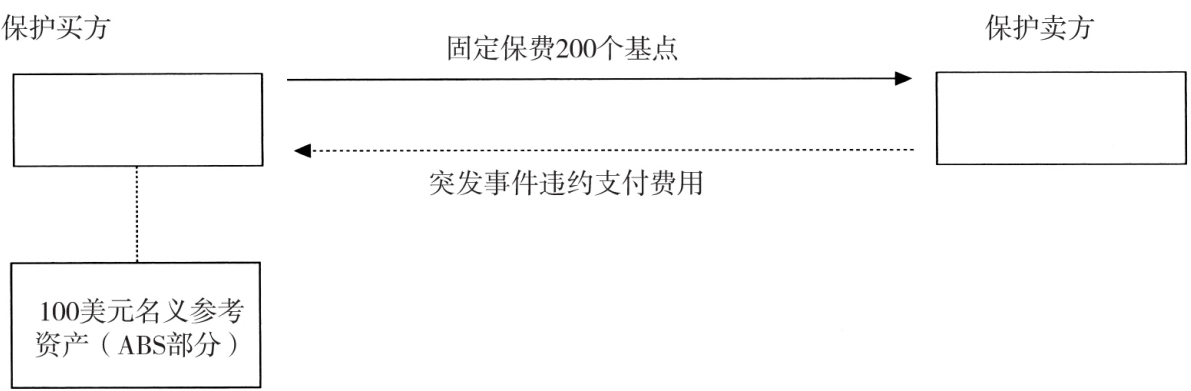 保护买方
保护卖方
固定保费200个基点
突发事件违约支付费用
100美元名义参考
资产（ABS部分）